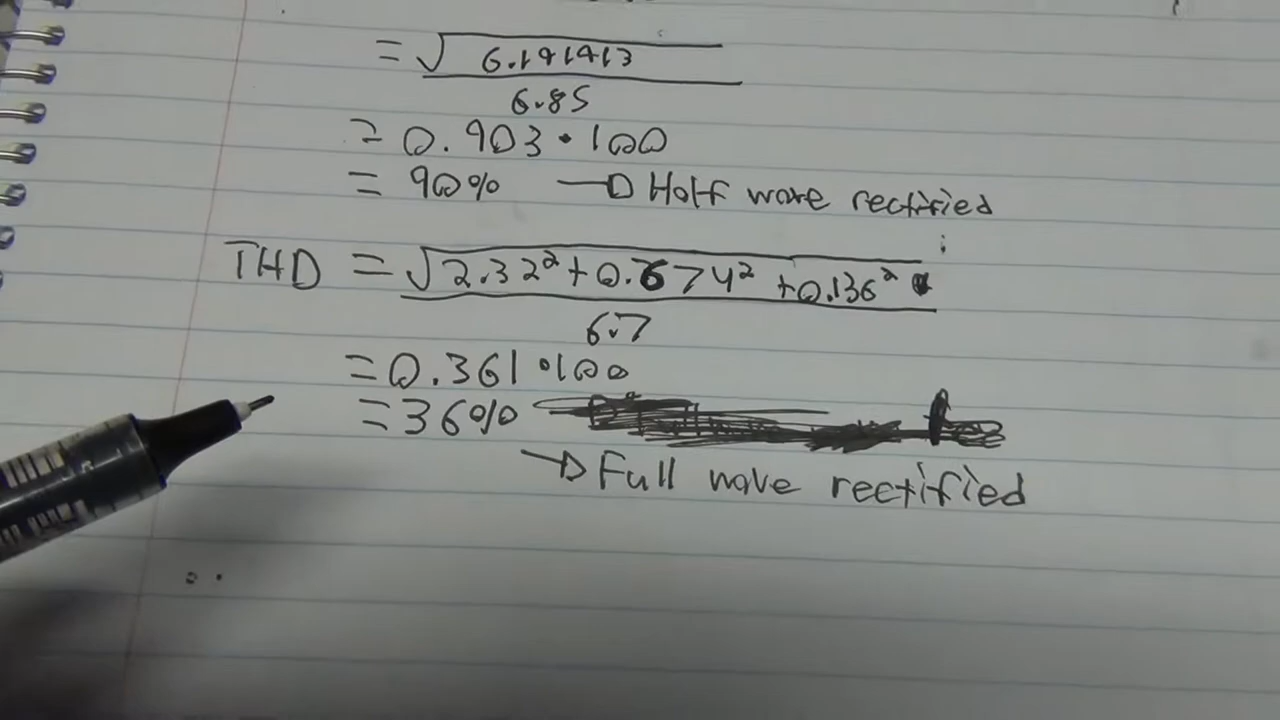 = √6.191913
6.85
= 0.903 • 100
= 90% → Half wave rectified
THD = √2.32² + 0.674² + 0.136²
6.7
= 0.361 • 100
= 36%
→ Full wave rectified